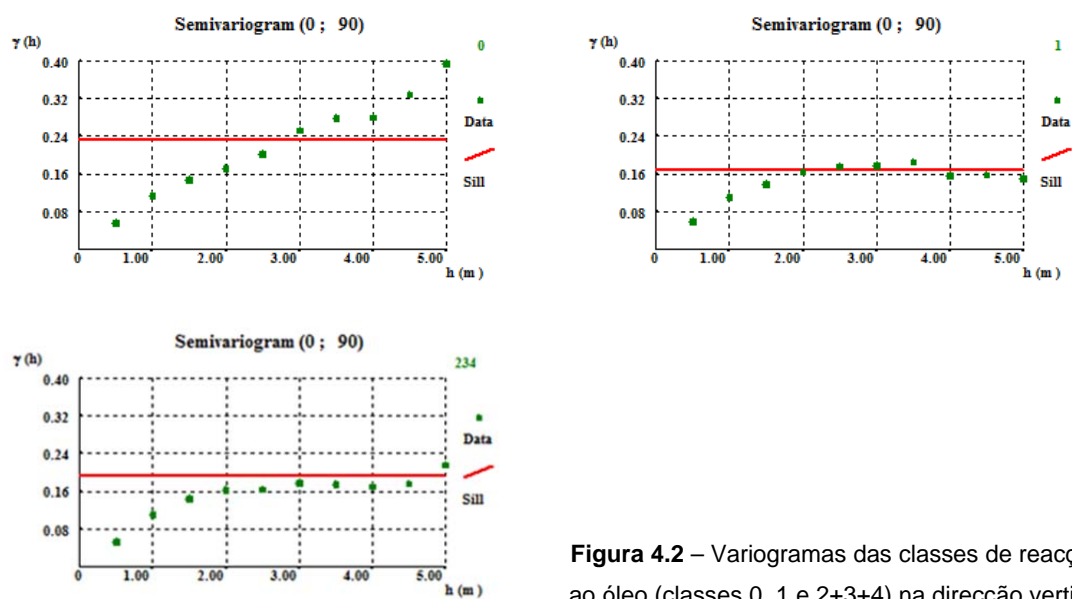 Semivariogram (0 ; 90)
γ (h)
0
0.40
0.32
0.24
0.16
0.08
Data
Sill
0 1.00 2.00 3.00 4.00 5.00
h (m )
Semivariogram (0 ; 90)
γ (h)
1
0.40
0.32
0.24
0.16
0.08
Data
Sill
0 1.00 2.00 3.00 4.00 5.00
h (m )
Semivariogram (0 ; 90)
γ (h)
234
0.40
0.32
0.24
0.16
0.08
Data
Sill
0 1.00 2.00 3.00 4.00 5.00
h (m )
Figura 4.2 – Variogramas das classes de reacç
ao óleo (classes 0, 1 e 2+3+4) na direcção verti